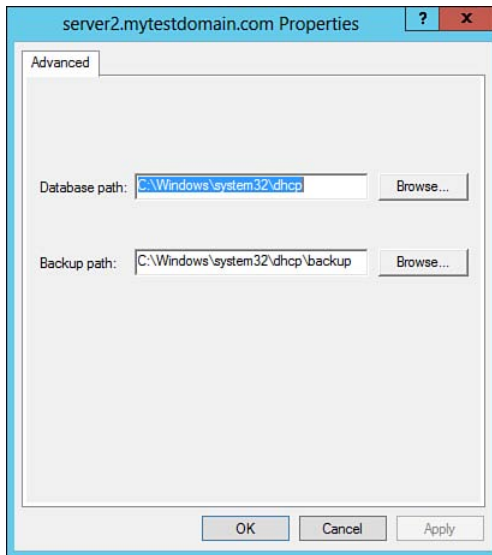 server2.mytestdomain.com Properties
? x
Advanced
Database path: C:\Windows\system32\dhcp Browse...
Backup path: C:\Windows\system32\dhcp\backup Browse...
OK Cancel Apply